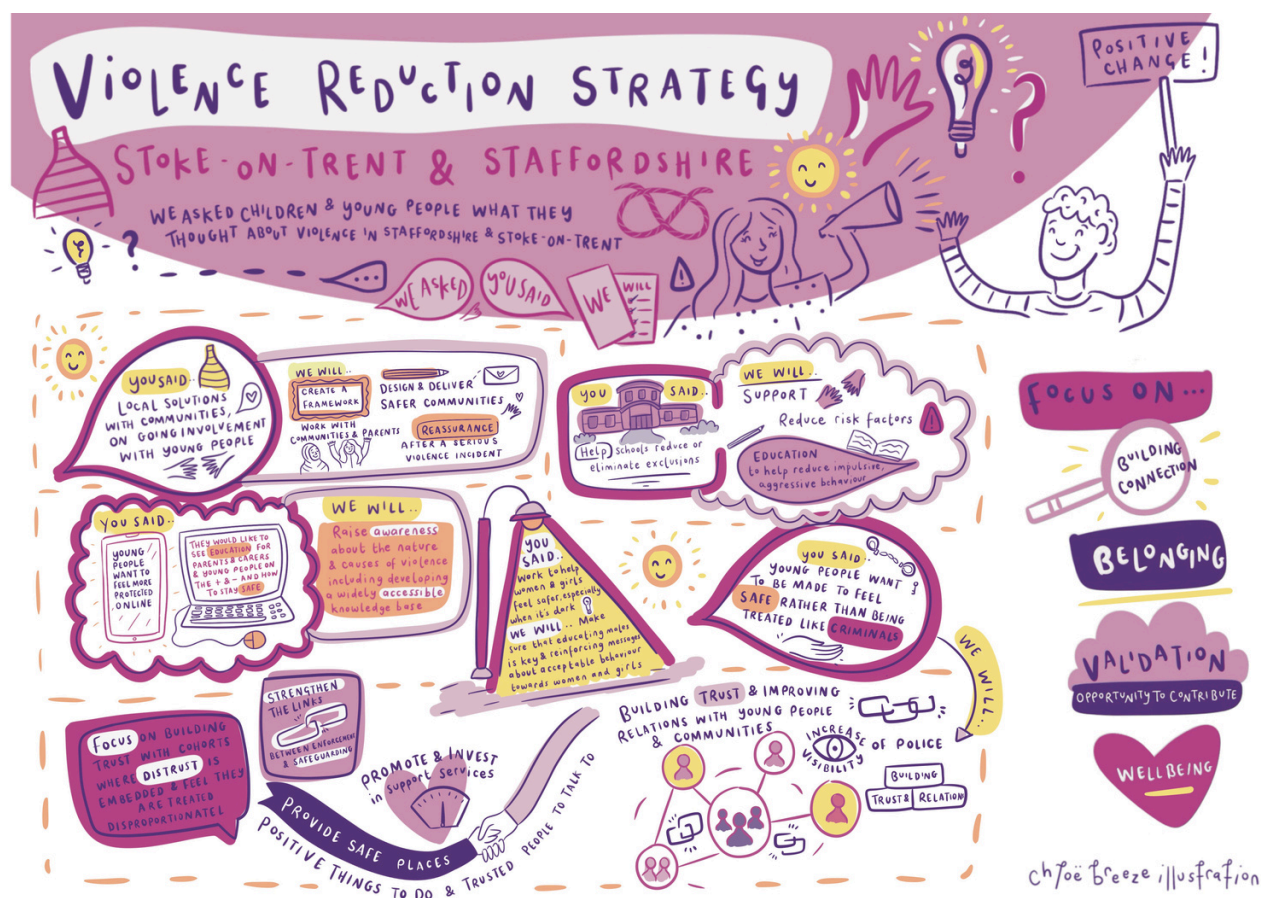 VIOLENCE REDUCTION STRATEGY
STOKE-ON-TRENT & STAFFORDSHIRE
WE ASKED CHILDREN & YOUNG PEOPLE WHAT THEY
THOUGHT ABOUT VIOLENCE IN STAFFORDSHIRE & STOKE-ON-TRENT
?
?
POSITIVE
CHANGE!
WE ASKED
YOU SAID
WE
WILL
YOU SAID..
LOCAL SOLUTIONS
WITH COMMUNITIES,
ON GOING INVOLVEMENT
WITH YOUNG PEOPLE
WE WILL..
CREATE A
FRAMEWORK
WORK WITH
COMMUNITIES & PARENTS
DESIGN & DELIVER
SAFER COMMUNITIES
REASSURANCE
AFTER A SERIOUS
VIOLENCE INCIDENT
YOU SAID..
Help Schools reduce or
eliminate exclusions
WE WILL..
SUPPORT
Reduce risk factors
EDUCATION
to help reduce impulsive,
aggressive behaviour
YOU SAID..
YOUNG
PEOPLE
WANT TO
FEEL MORE
PROTECTED
ONLINE
THEY WOULD LIKE TO
SEE EDUCATION FOR
PARENTS & CARERS
& YOUNG PEOPLE ON
THE + & - AND HOW
TO STAY SAFE
WE WILL..
Raise awareness
about the nature
& causes of violence
including developing
a widely accessible
knowledge base
YOU
SAID..
work to help
women & girls
feel safer, especially
when it's dark
WE WILL.. Make
sure that educating males
is key & reinforcing messages
about acceptable behaviour
towards women and girls
YOU SAID..
YOUNG PEOPLE WANT
TO BE MADE TO FEEL
SAFE RATHER THAN BEING
TREATED LIKE CRIMINALS
WE WILL..
FOCUS ON BUILDING
TRUST WITH COHORTS
WHERE DISTRUST IS
EMBEDDED & FEEL THEY
ARE TREATED
DISPROPORTIONATEL
STRENGTHEN
THE LINKS
BETWEEN ENFORCEMENT
& SAFEGUARDING
PROMOTE & INVEST
in support services
PROVIDE SAFE PLACES
POSITIVE THINGS TO DO & TRUSTED PEOPLE TO TALK TO
BUILDING TRUST & IMPROVING
RELATIONS WITH YOUNG PEOPLE
& COMMUNITIES
INCREASE
VISIBILITY
OF POLICE
BUILDING
TRUST & RELATION
FOCUS ON...
BUILDING
CONNECTION
BELONGING
VALIDATION
OPPORTUNITY TO CONTRIBUTE
WELLBEING
chloë breeze illustration